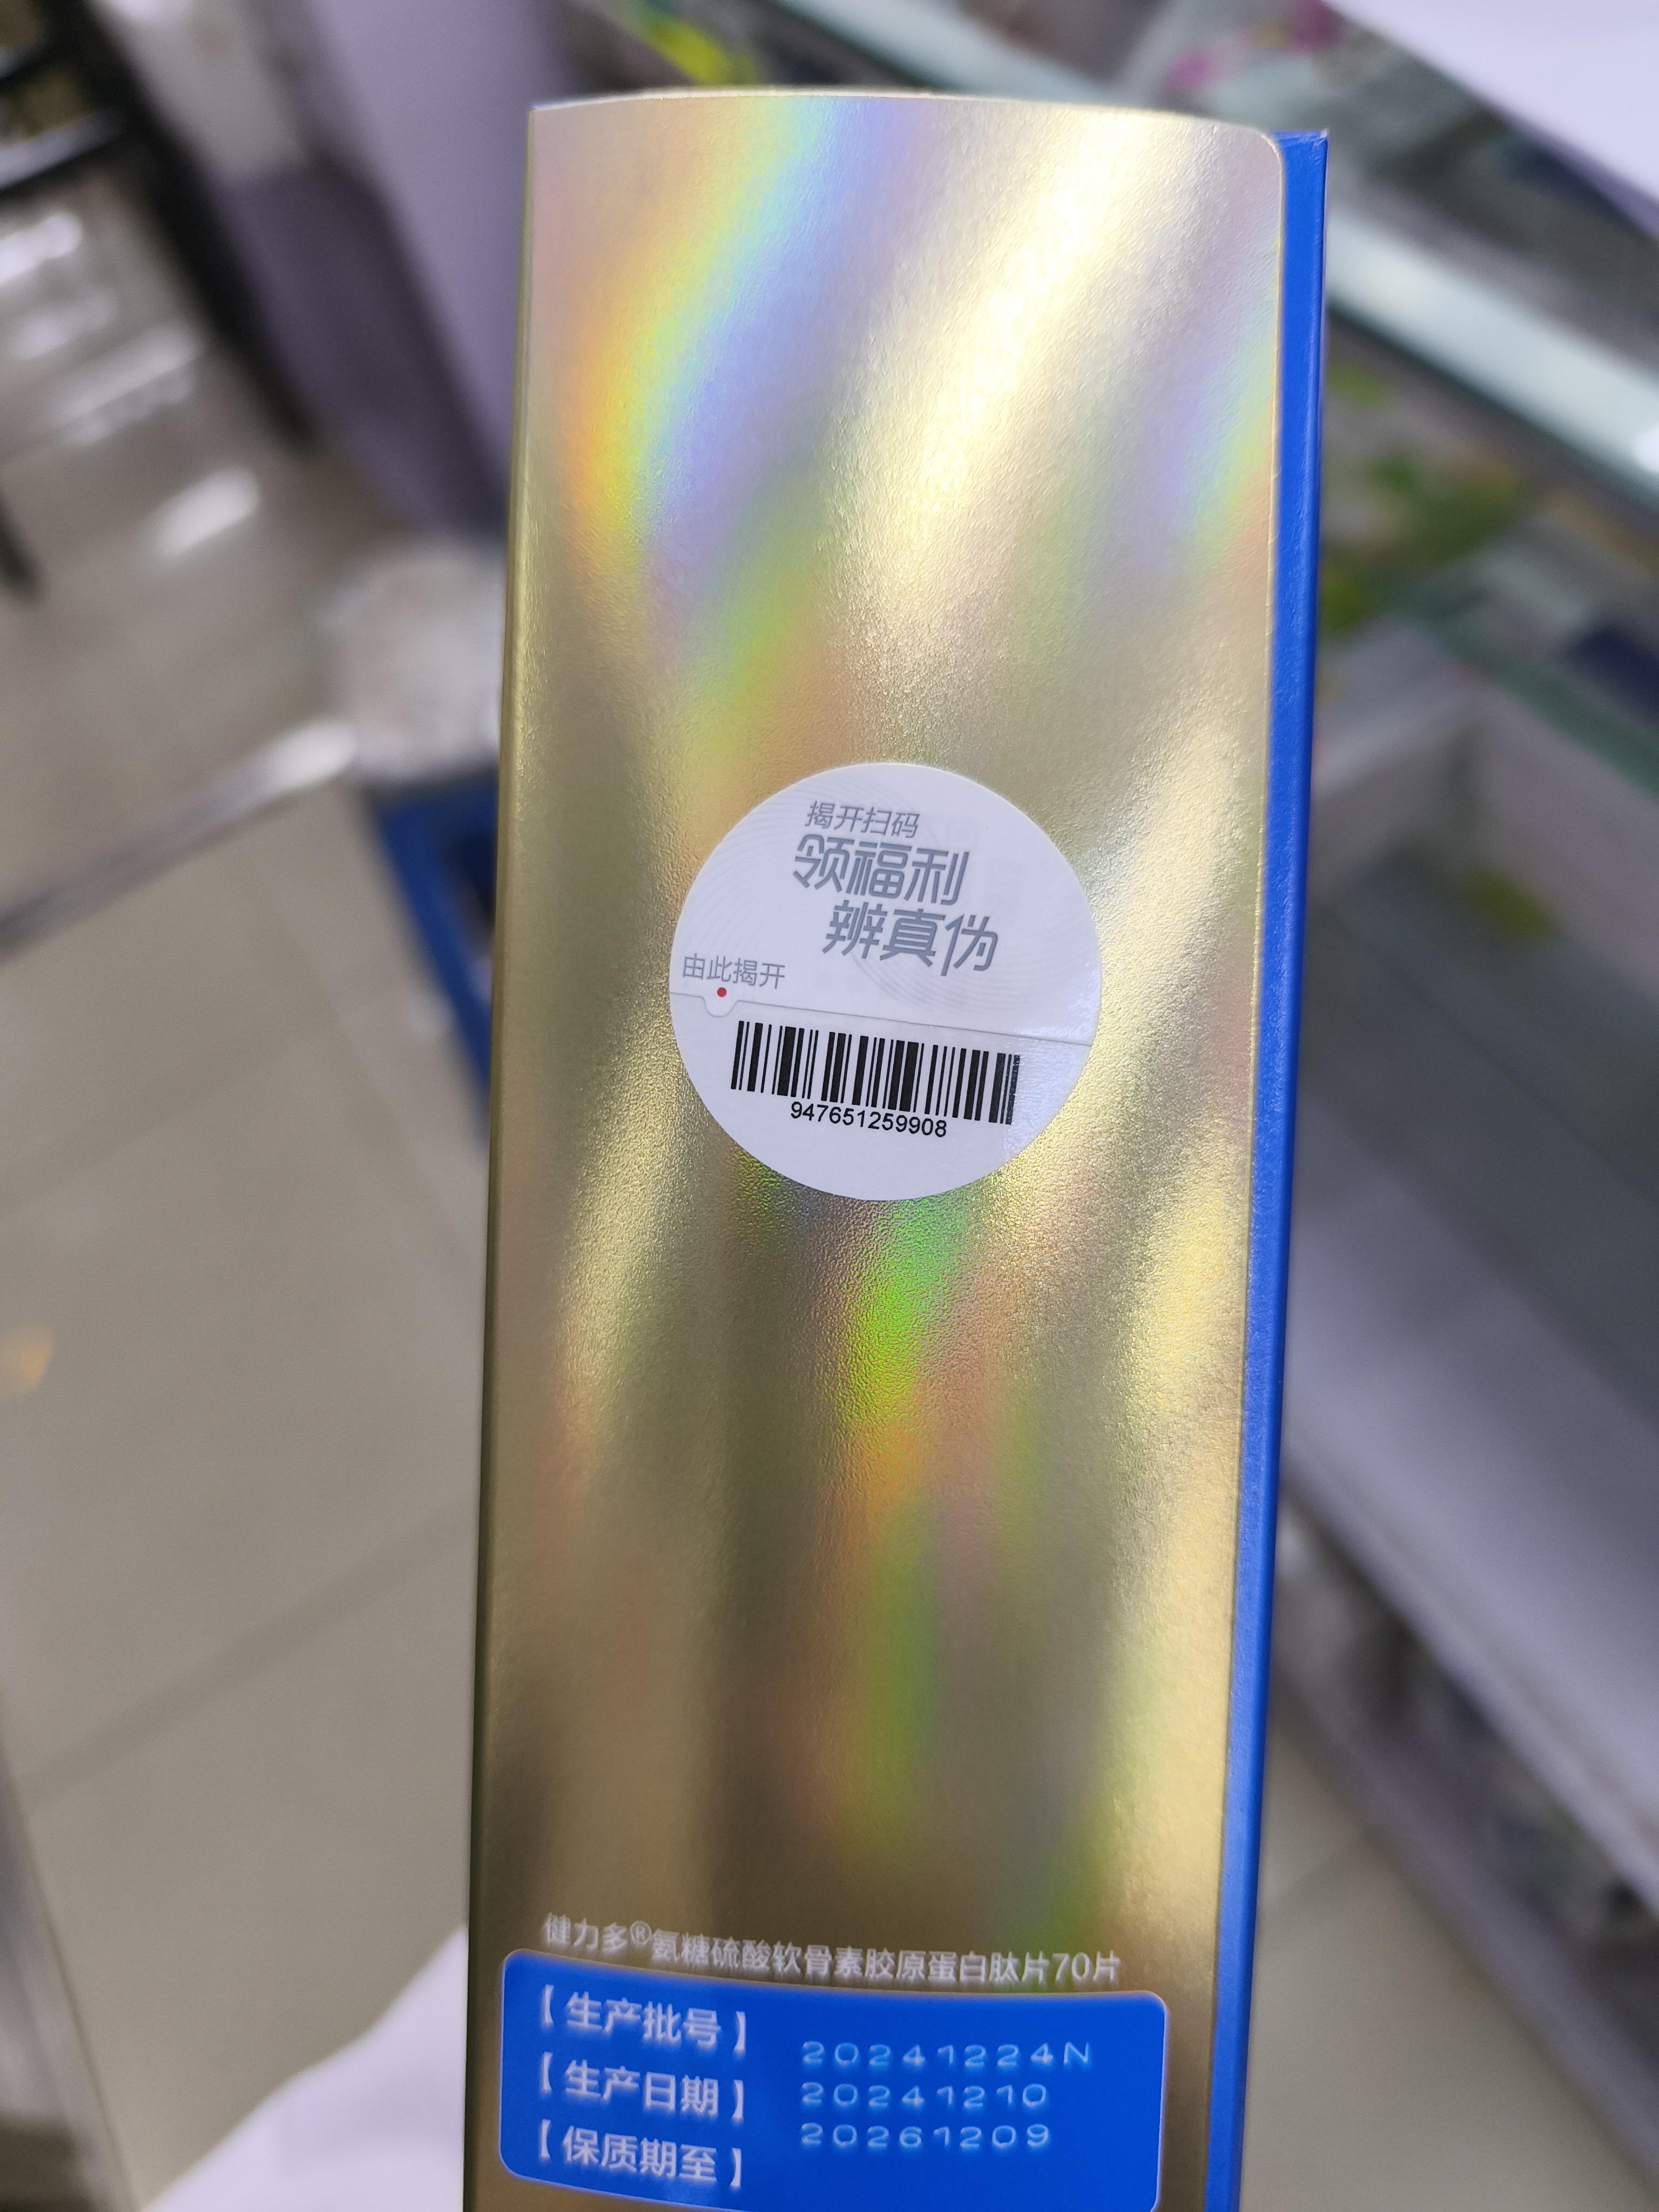 揭开扫码
领福利
辨真伪
由此揭开
947651259908
健力多®氨糖硫酸软骨素胶原蛋白肽片70片
【生产批号】 20241224N
【生产日期】 20241210
【保质期至】 20261209